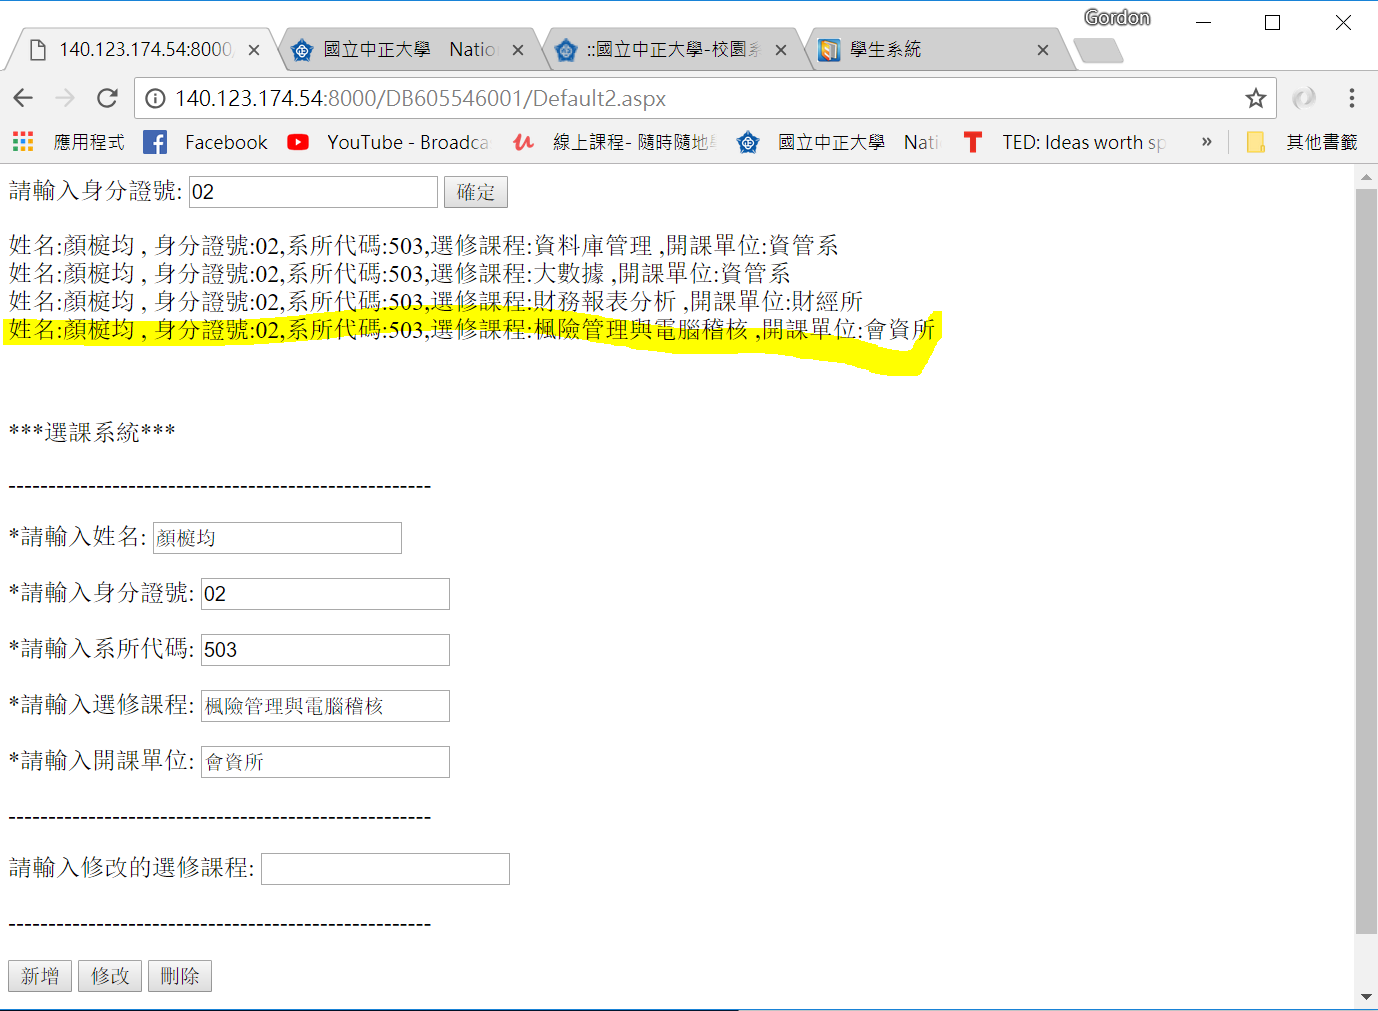 Gordon
140.123.174.54:8000/
國立中正大學 Natio
::國立中正大學-校園系
學生系統
140.123.174.54:8000/DB605546001/Default2.aspx
應用程式 Facebook YouTube - Broadca 線上課程- 隨時隨地 國立中正大學 Nati TED: Ideas worth sp » 其他書籤
請輸入身分證號: 02 確定
姓名:顏榳均 , 身分證號:02,系所代碼:503,選修課程:資料庫管理 ,開課單位:資管系
姓名:顏榳均 , 身分證號:02,系所代碼:503,選修課程:大數據 ,開課單位:資管系
姓名:顏榳均 , 身分證號:02,系所代碼:503,選修課程:財務報表分析 ,開課單位:財經所
姓名:顏榳均 , 身分證號:02,系所代碼:503,選修課程:楓險管理與電腦稽核 ,開課單位:會資所
***選課系統***
-----------------------------------------------------
*請輸入姓名: 顏榳均
*請輸入身分證號: 02
*請輸入系所代碼: 503
*請輸入選修課程: 楓險管理與電腦稽核
*請輸入開課單位: 會資所
-----------------------------------------------------
請輸入修改的選修課程:
-----------------------------------------------------
新增 修改 刪除